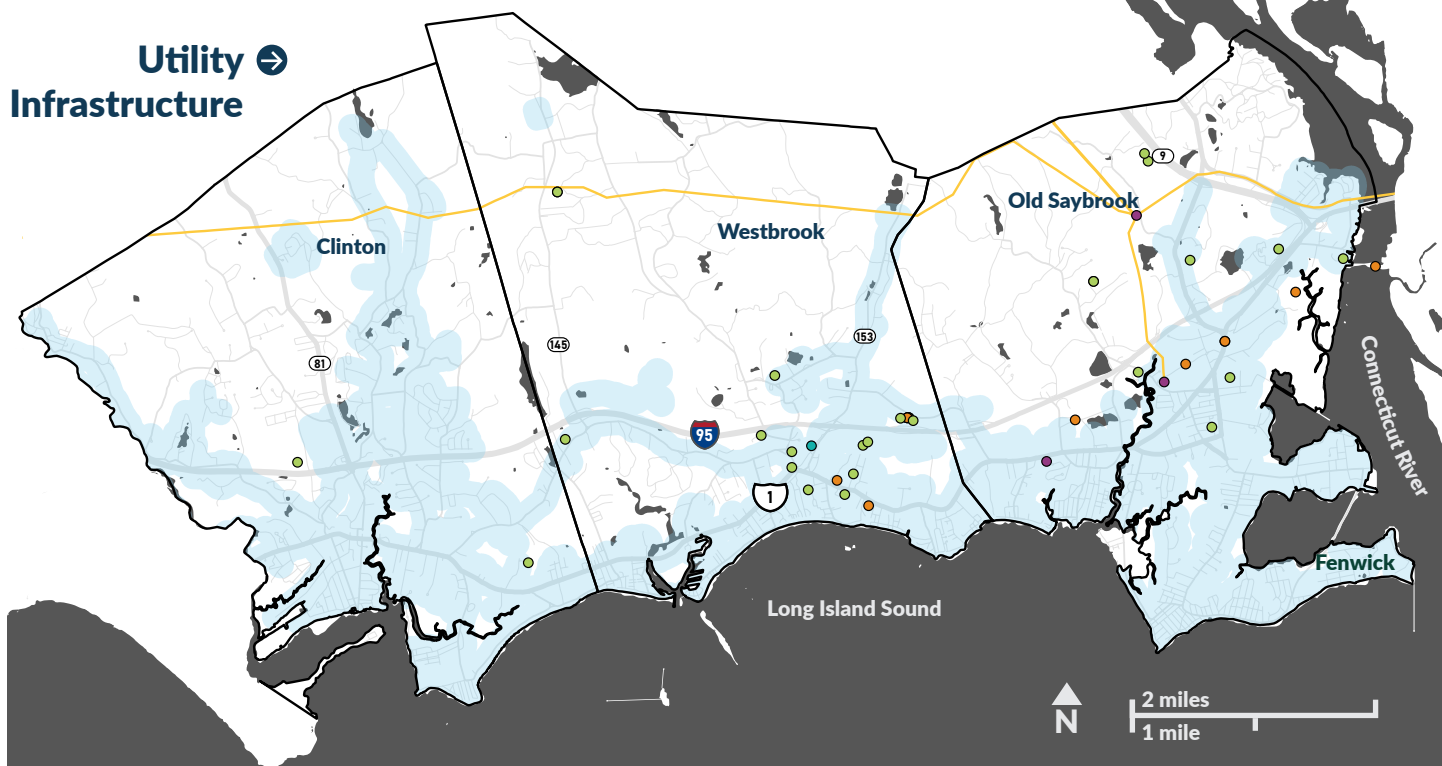 Utility
Infrastructure
9
Old Saybrook
Westbrook
Clinton
153
145
81
95
1
Connecticut River
Fenwick
Long Island Sound
2 miles
N
1 mile